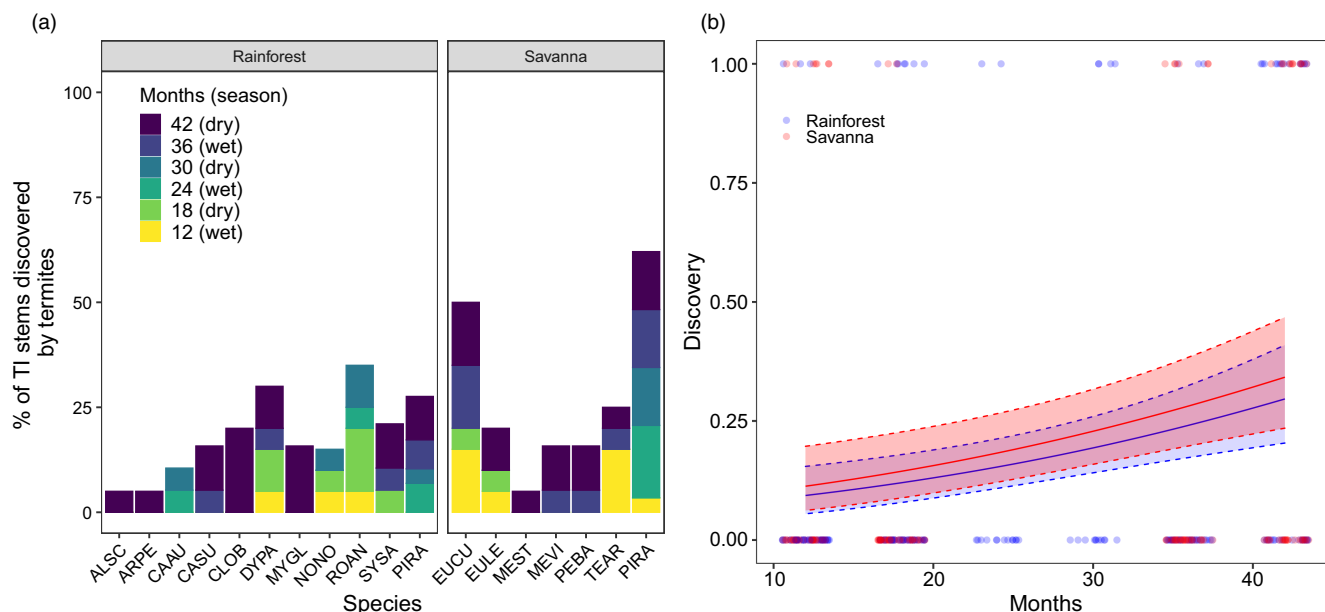 (a)
Rainforest
Savanna
Months (season)
42 (dry)
36 (wet)
30 (dry)
24 (wet)
18 (dry)
12 (wet)
% of TI stems discovered
by termites
100
75
50
25
0
ALSC
ARPE
CAAU
CASU
CLOB
DYPA
MYGL
NONO
ROAN
SYSA
PIRA
EUCU
EULE
MEST
MEVI
PEBA
TEAR
PIRA
Species
(b)
Rainforest
Savanna
Discovery
1.00
0.75
0.50
0.25
0.00
10
20
30
40
Months